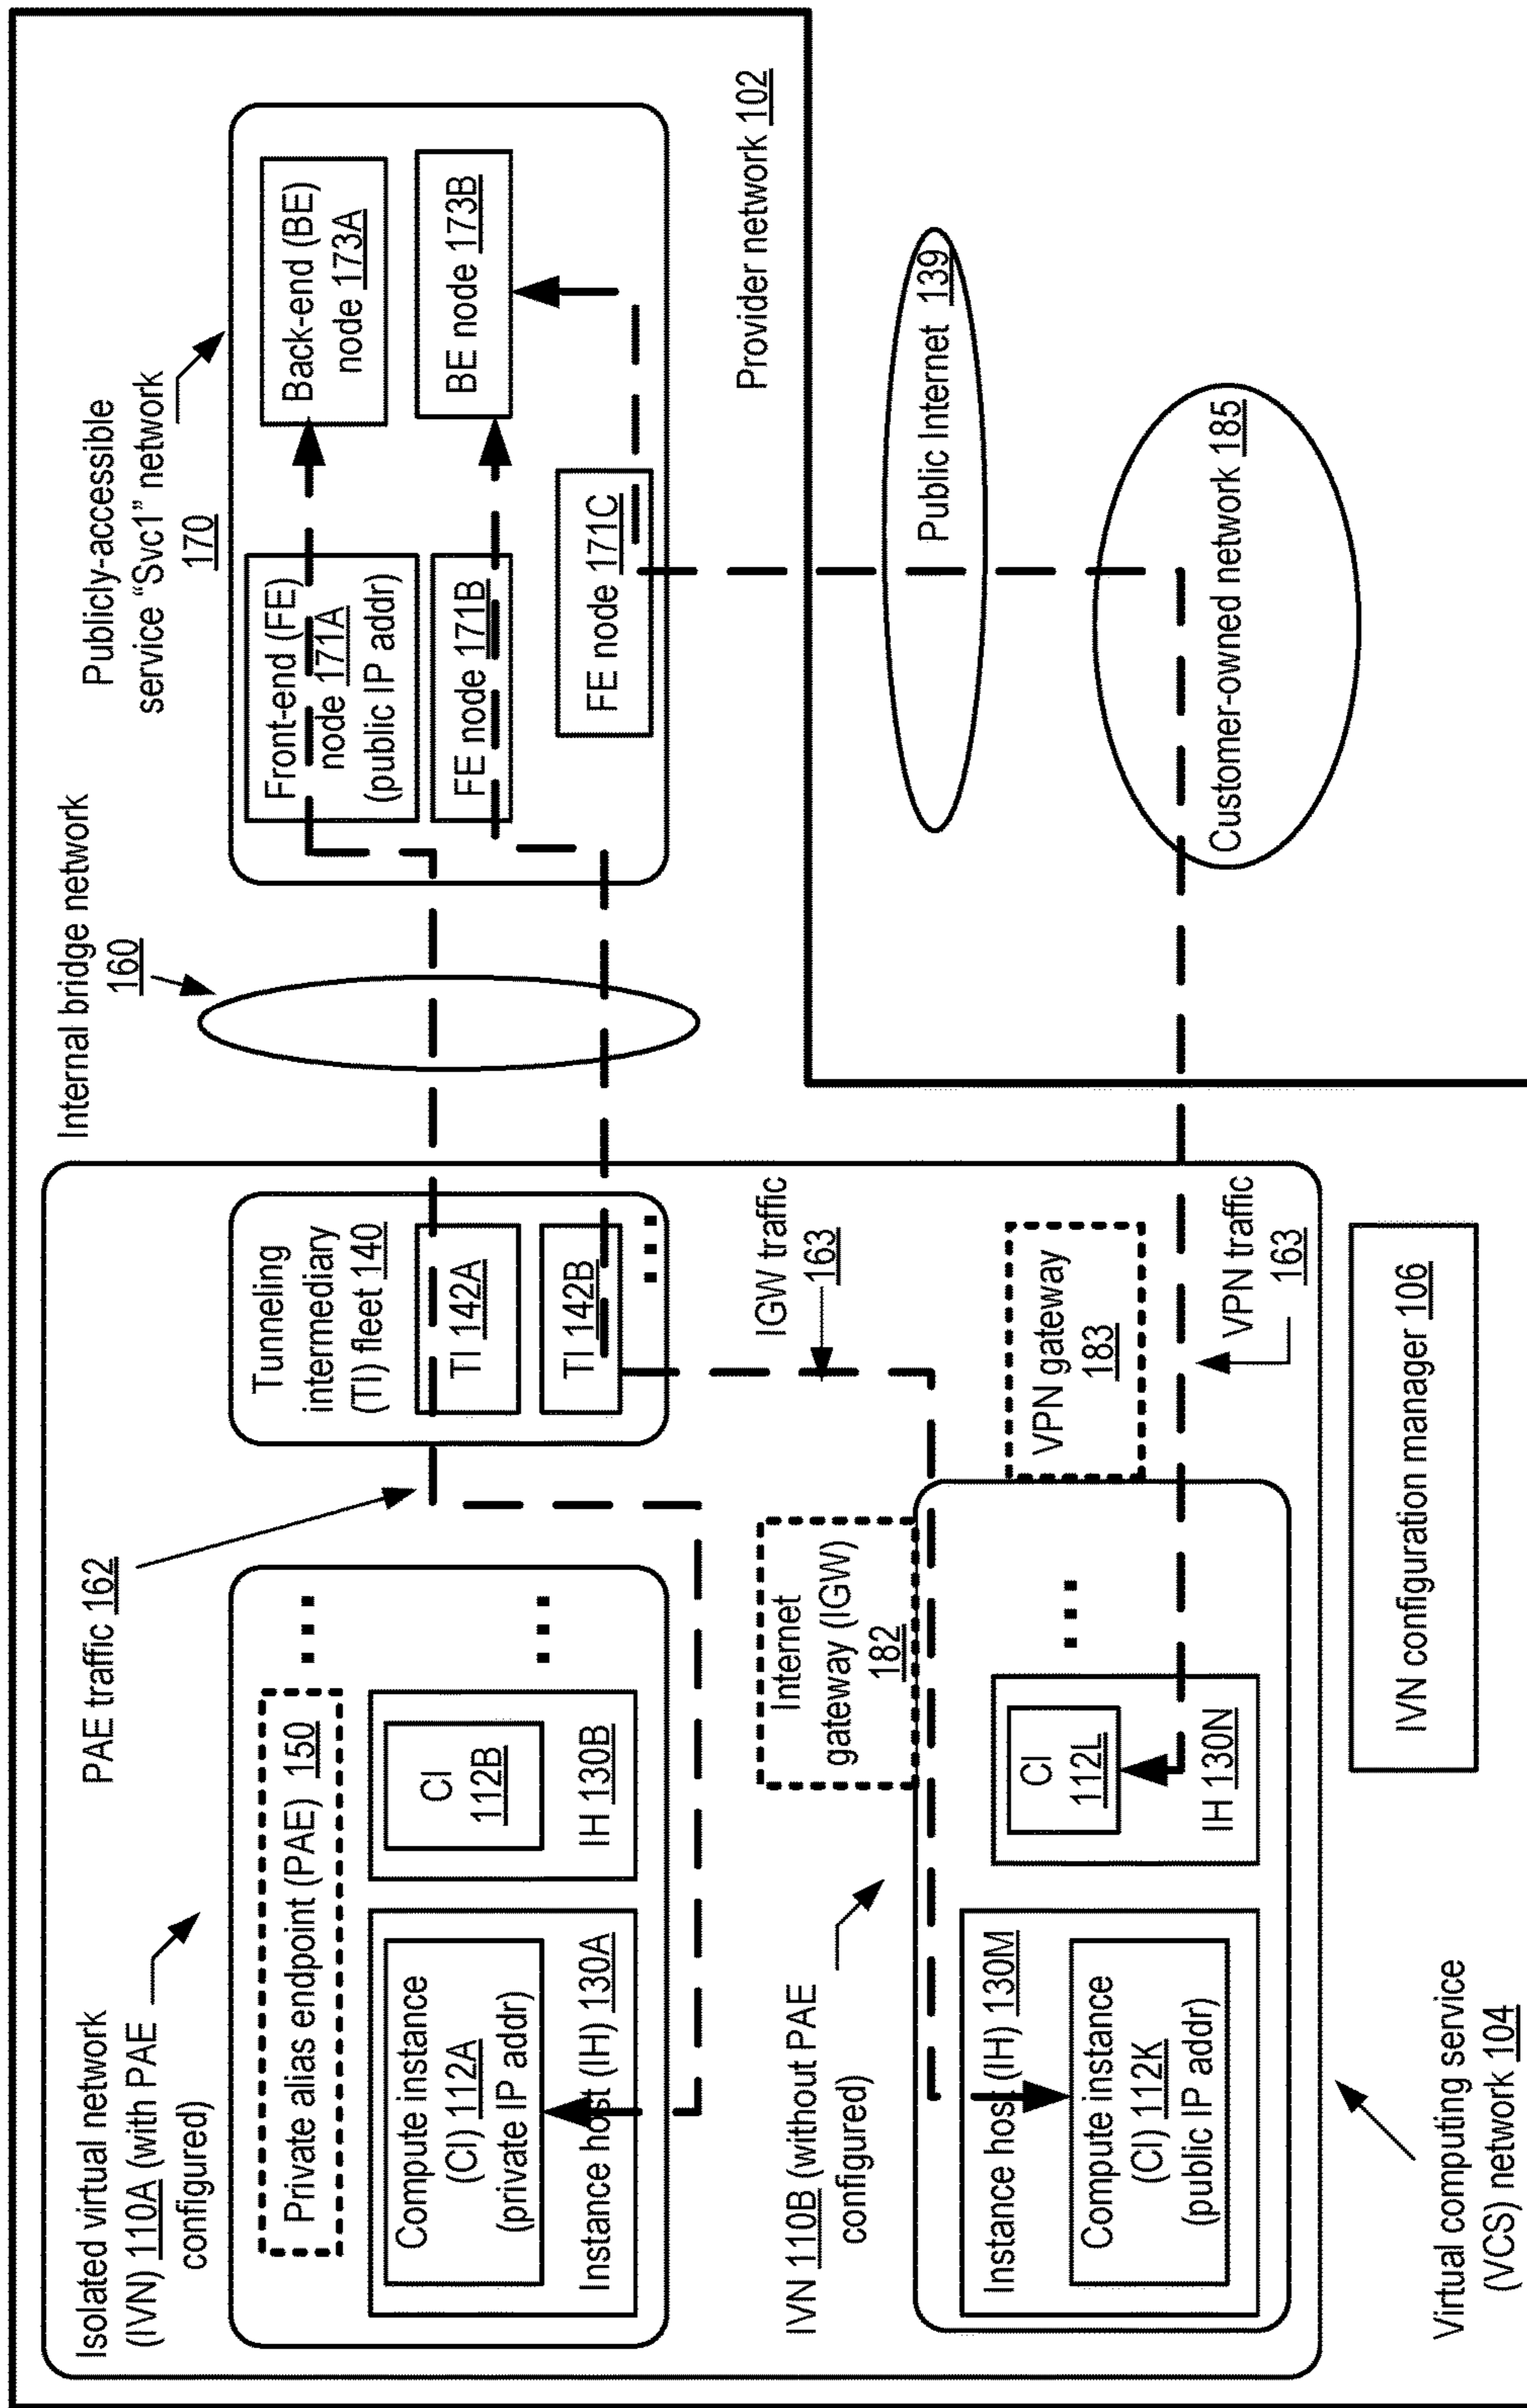 Isolated virtual network
(IVN) 110A (with PAE
configured)
PAE traffic 162
Internal bridge network
160
Publicly-accessible
service “Svc1” network
170
Private alias endpoint (PAE) 150
Compute instance
(CI) 112A
(private IP addr)
Instance host (IH) 130A
CI
112B
IH 130B
Tunneling
intermediary
(TI) fleet 140
TI 142A
TI 142B
Front-end (FE)
node 171A
(public IP addr)
FE node 171B
FE node 171C
Back-end (BE)
node 173A
BE node 173B
Provider network 102
IVN 110B (without PAE
configured)
Internet
gateway (IGW)
182
IGW traffic
163
Instance host (IH) 130M
Compute instance
(CI) 112K
(public IP addr)
CI
112L
IH 130N
VPN gateway
183
VPN traffic
163
Public Internet 139
Customer-owned network 185
Virtual computing service
(VCS) network 104
IVN configuration manager 106